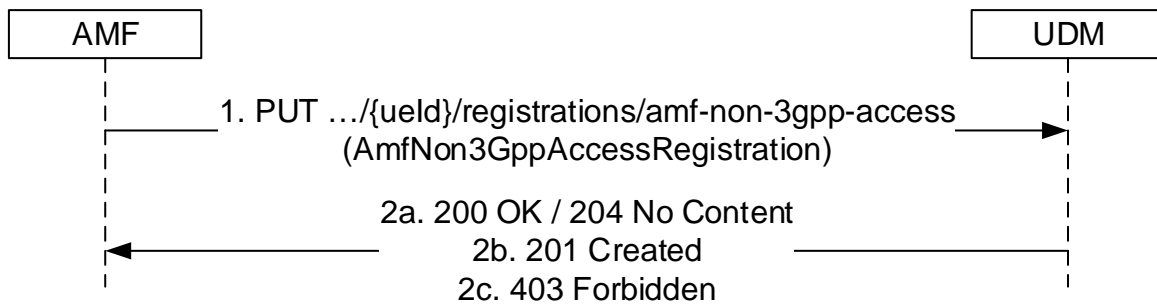 AMF
UDM
1. PUT …/{ueId}/registrations/amf-non-3gpp-access
(AmfNon3GppAccessRegistration)
2a. 200 OK / 204 No Content
2b. 201 Created
2c. 403 Forbidden